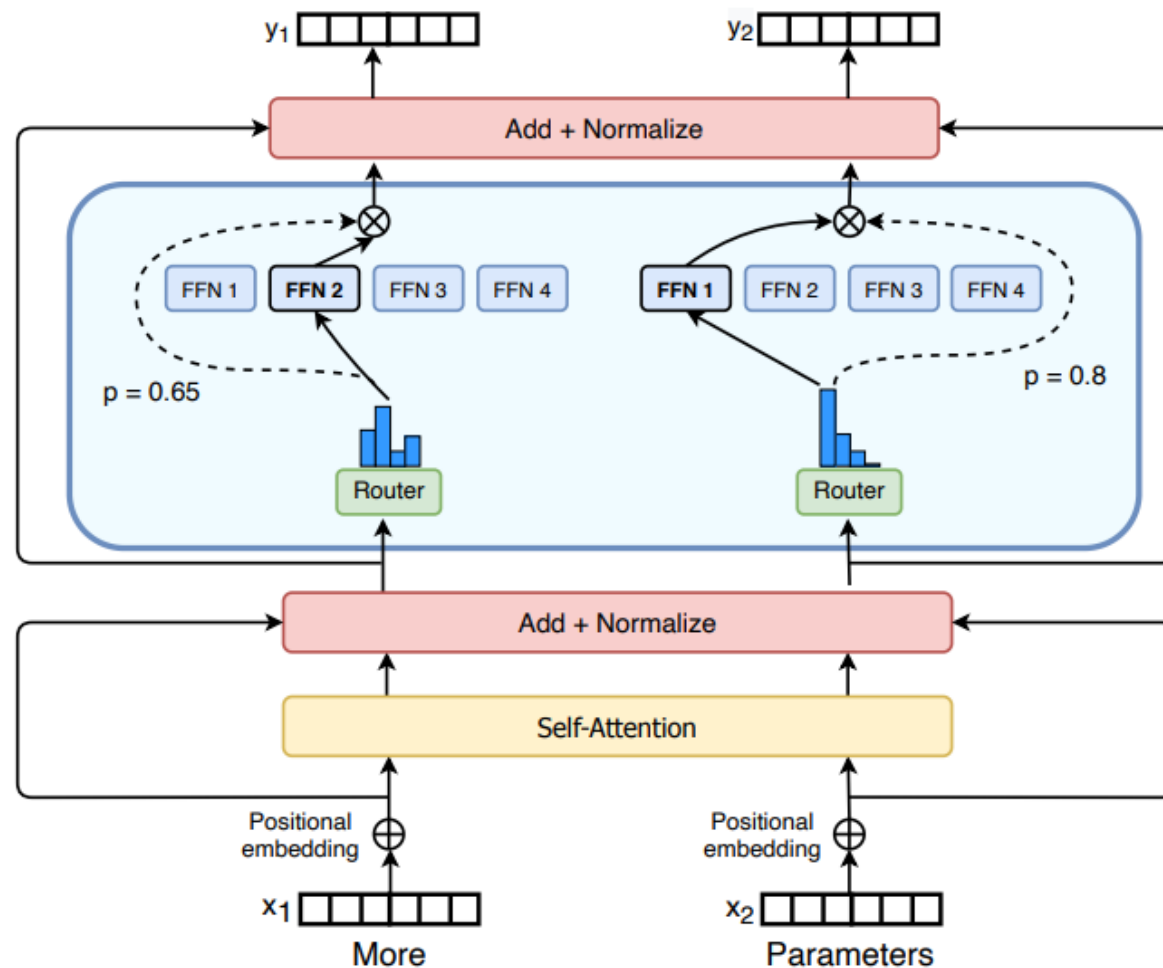 y1 y2
Add + Normalize
FFN 1 FFN 2 FFN 3 FFN 4 FFN 1 FFN 2 FFN 3 FFN 4
p = 0.65 p = 0.8
Router Router
Add + Normalize
Self-Attention
Positional
embedding
Positional
embedding
x1 x2
More Parameters